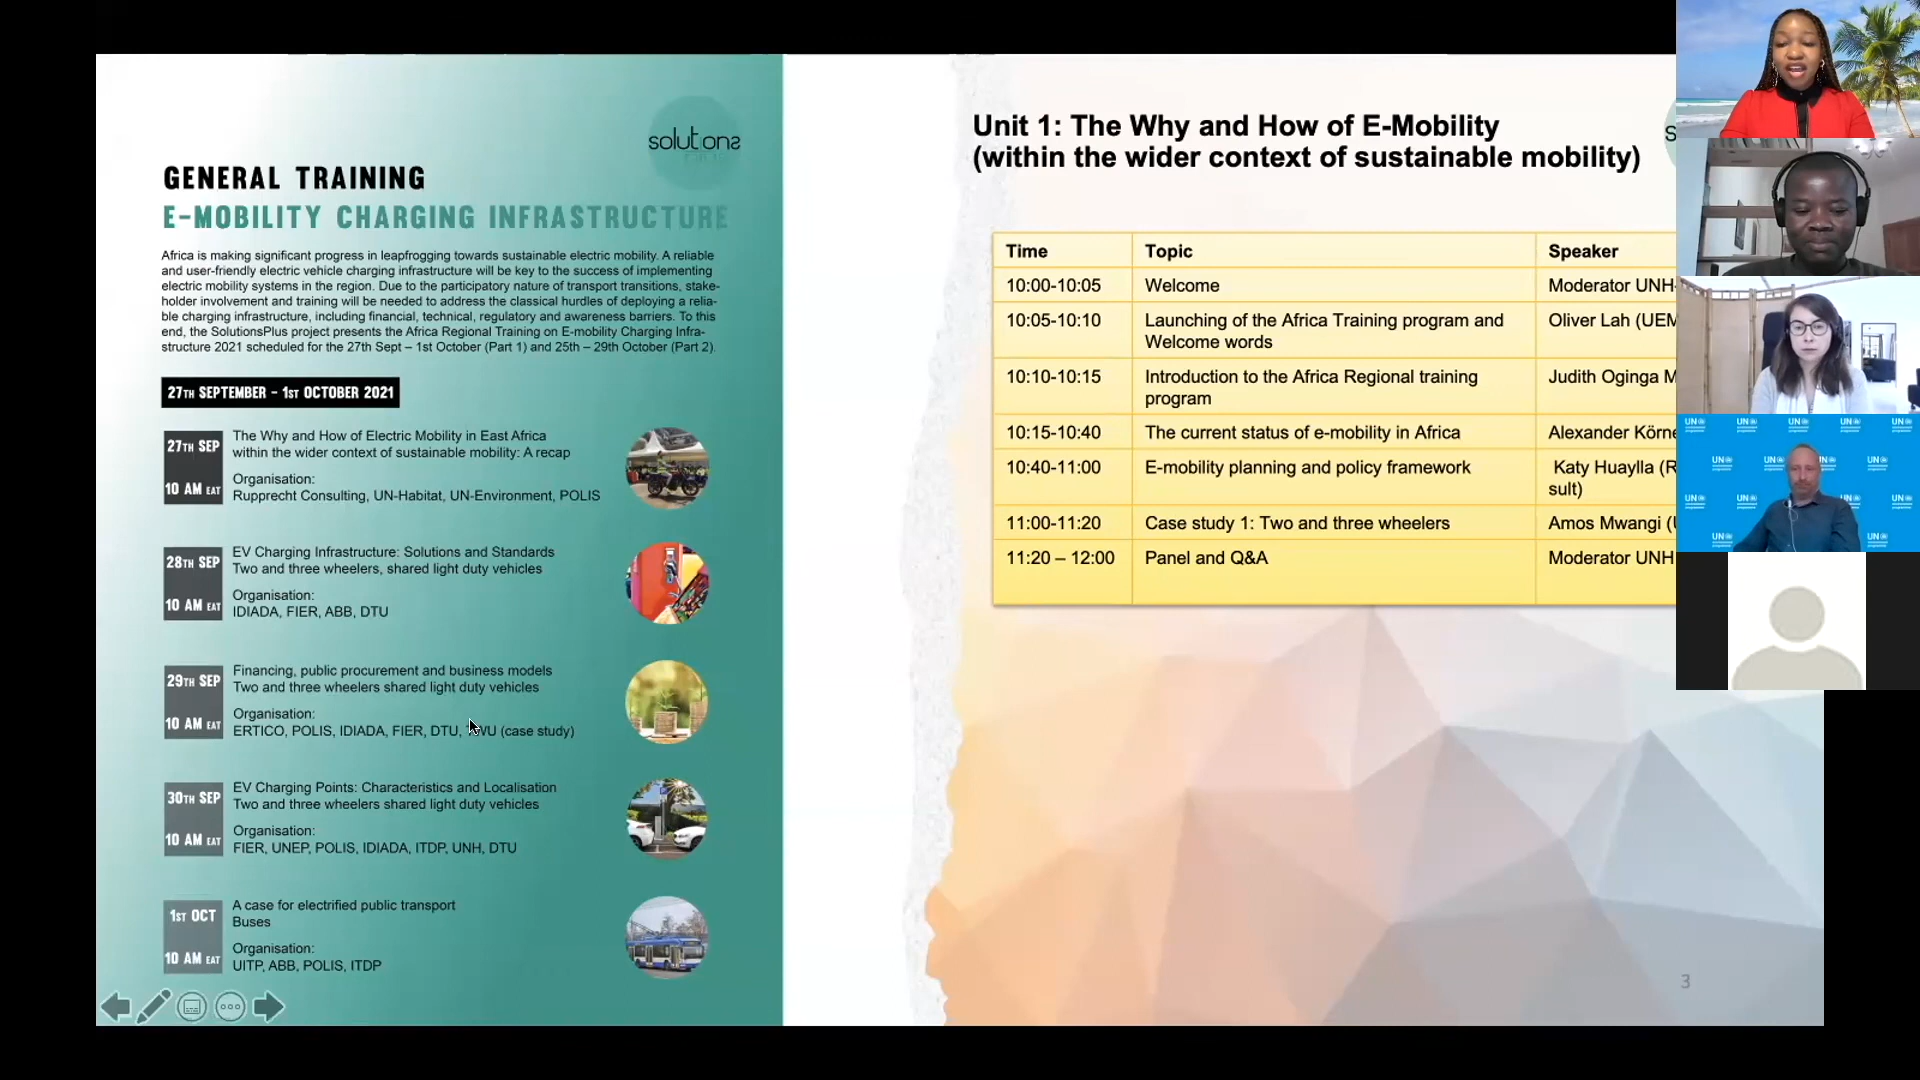 solutions
GENERAL TRAINING
E-MOBILITY CHARGING INFRASTRUCTURE
Africa is making significant progress in leapfrogging towards sustainable electric mobility. A reliable
and user-friendly electric vehicle charging infrastructure will be key to the success of implementing
electric mobility systems in the region. Due to the participatory nature of transport transitions, stake-
holder involvement and training will be needed to address the classical hurdles of deploying a relia-
ble charging infrastructure, including financial, technical, regulatory and awareness barriers. To this
end, the SolutionsPlus project presents the Africa Regional Training on E-mobility Charging Infra-
structure 2021 scheduled for the 27th Sept – 1st October (Part 1) and 25th – 29th October (Part 2).
27TH SEPTEMBER - 1ST OCTOBER 2021
27TH SEP
10 AM EAT
The Why and How of Electric Mobility in East Africa
within the wider context of sustainable mobility: A recap
Organisation:
Rupprecht Consulting, UN-Habitat, UN-Environment, POLIS
28TH SEP
10 AM EAT
EV Charging Infrastructure: Solutions and Standards
Two and three wheelers, shared light duty vehicles
Organisation:
IDIADA, FIER, ABB, DTU
29TH SEP
10 AM EAT
Financing, public procurement and business models
Two and three wheelers shared light duty vehicles
Organisation:
ERTICO, POLIS, IDIADA, FIER, DTU, (case study)
30TH SEP
10 AM EAT
EV Charging Points: Characteristics and Localisation
Two and three wheelers shared light duty vehicles
Organisation:
FIER, UNEP, POLIS, IDIADA, ITDP, UNH, DTU
1ST OCT
10 AM EAT
A case for electrified public transport
Buses
Organisation:
UITP, ABB, POLIS, ITDP
Unit 1: The Why and How of E-Mobility
(within the wider context of sustainable mobility)
Time Topic Speaker
10:00-10:05 Welcome Moderator UNH-
10:05-10:10 Launching of the Africa Training program and Oliver Lah (UEM
Welcome words
10:10-10:15 Introduction to the Africa Regional training Judith Oginga M
program
10:15-10:40 The current status of e-mobility in Africa Alexander Körne
10:40-11:00 E-mobility planning and policy framework Katy Huaylla (R
sult)
11:00-11:20 Case study 1: Two and three wheelers Amos Mwangi (U
11:20 – 12:00 Panel and Q&A Moderator UNH
3